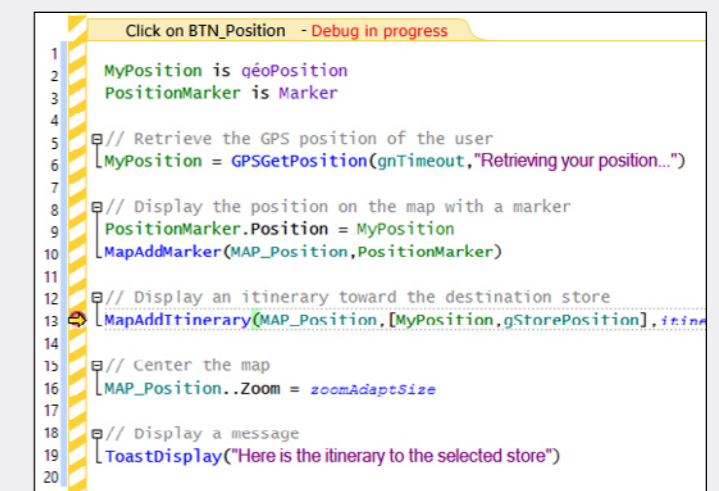 Click on BTN_Position - Debug in progress
1
2 MyPosition is géoPosition
3 PositionMarker is Marker
4
5 // Retrieve the GPS position of the user
6 MyPosition = GPSGetPosition(gnTimeout,"Retrieving your position...")
7
8 // Display the position on the map with a marker
9 PositionMarker.Position = MyPosition
10 MapAddMarker(MAP_Position,PositionMarker)
11
12 // Display an itinerary toward the destination store
13 MapAddItinerary(MAP_Position,[MyPosition,gStorePosition],itine
14
15 // Center the map
16 MAP_Position..Zoom = zoomAdaptSize
17
18 // Display a message
19 ToastDisplay("Here is the itinerary to the selected store")
20